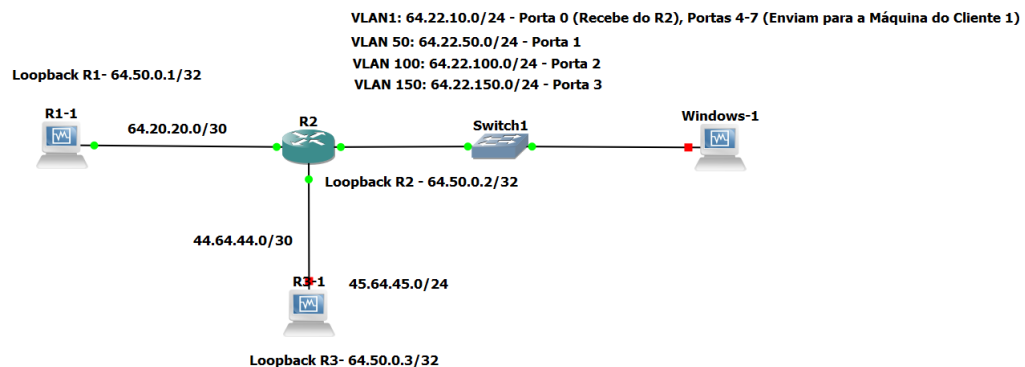 VLAN1: 64.22.10.0/24 - Porta 0 (Recebe do R2), Portas 4-7 (Enviam para a Máquina do Cliente 1)
VLAN 50: 64.22.50.0/24 - Porta 1
VLAN 100: 64.22.100.0/24 - Porta 2
VLAN 150: 64.22.150.0/24 - Porta 3
Loopback R1- 64.50.0.1/32
R1-1
64.20.20.0/30
R2
Switch1
Windows-1
Loopback R2 - 64.50.0.2/32
44.64.44.0/30
R3-1
45.64.45.0/24
Loopback R3- 64.50.0.3/32